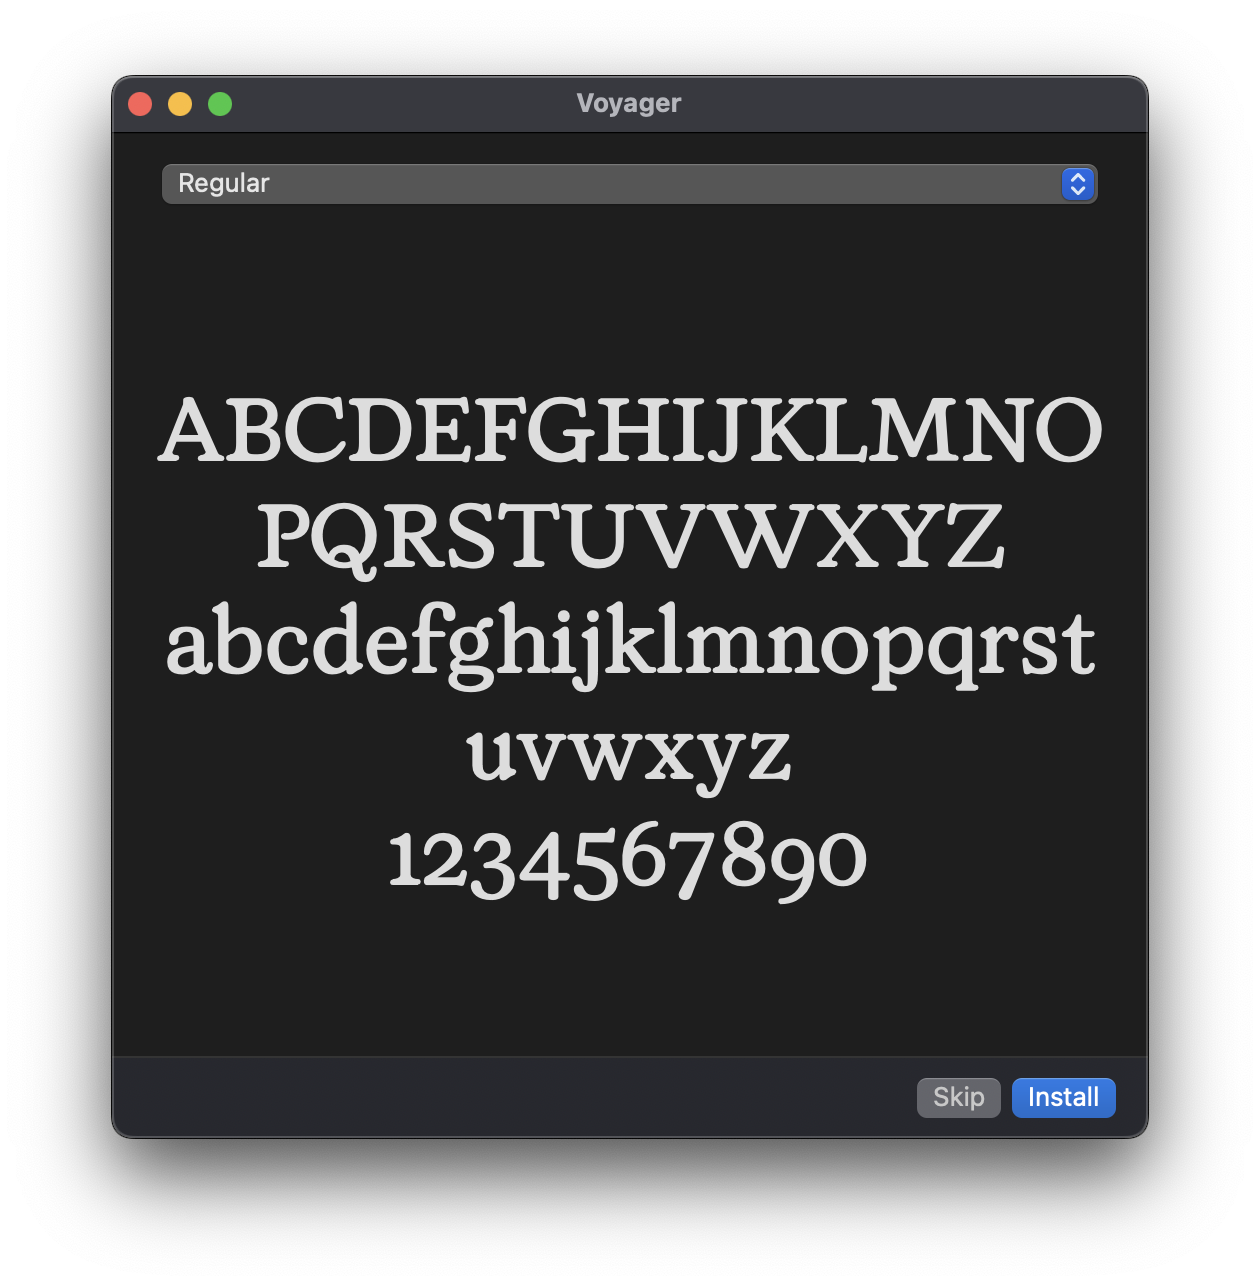 Voyager
Regular
ABCDEFGHIJKLMNO
PQRSTUVWXYZ
abcdefghijklmnopqrst
uvwxyz
1234567890
Skip Install